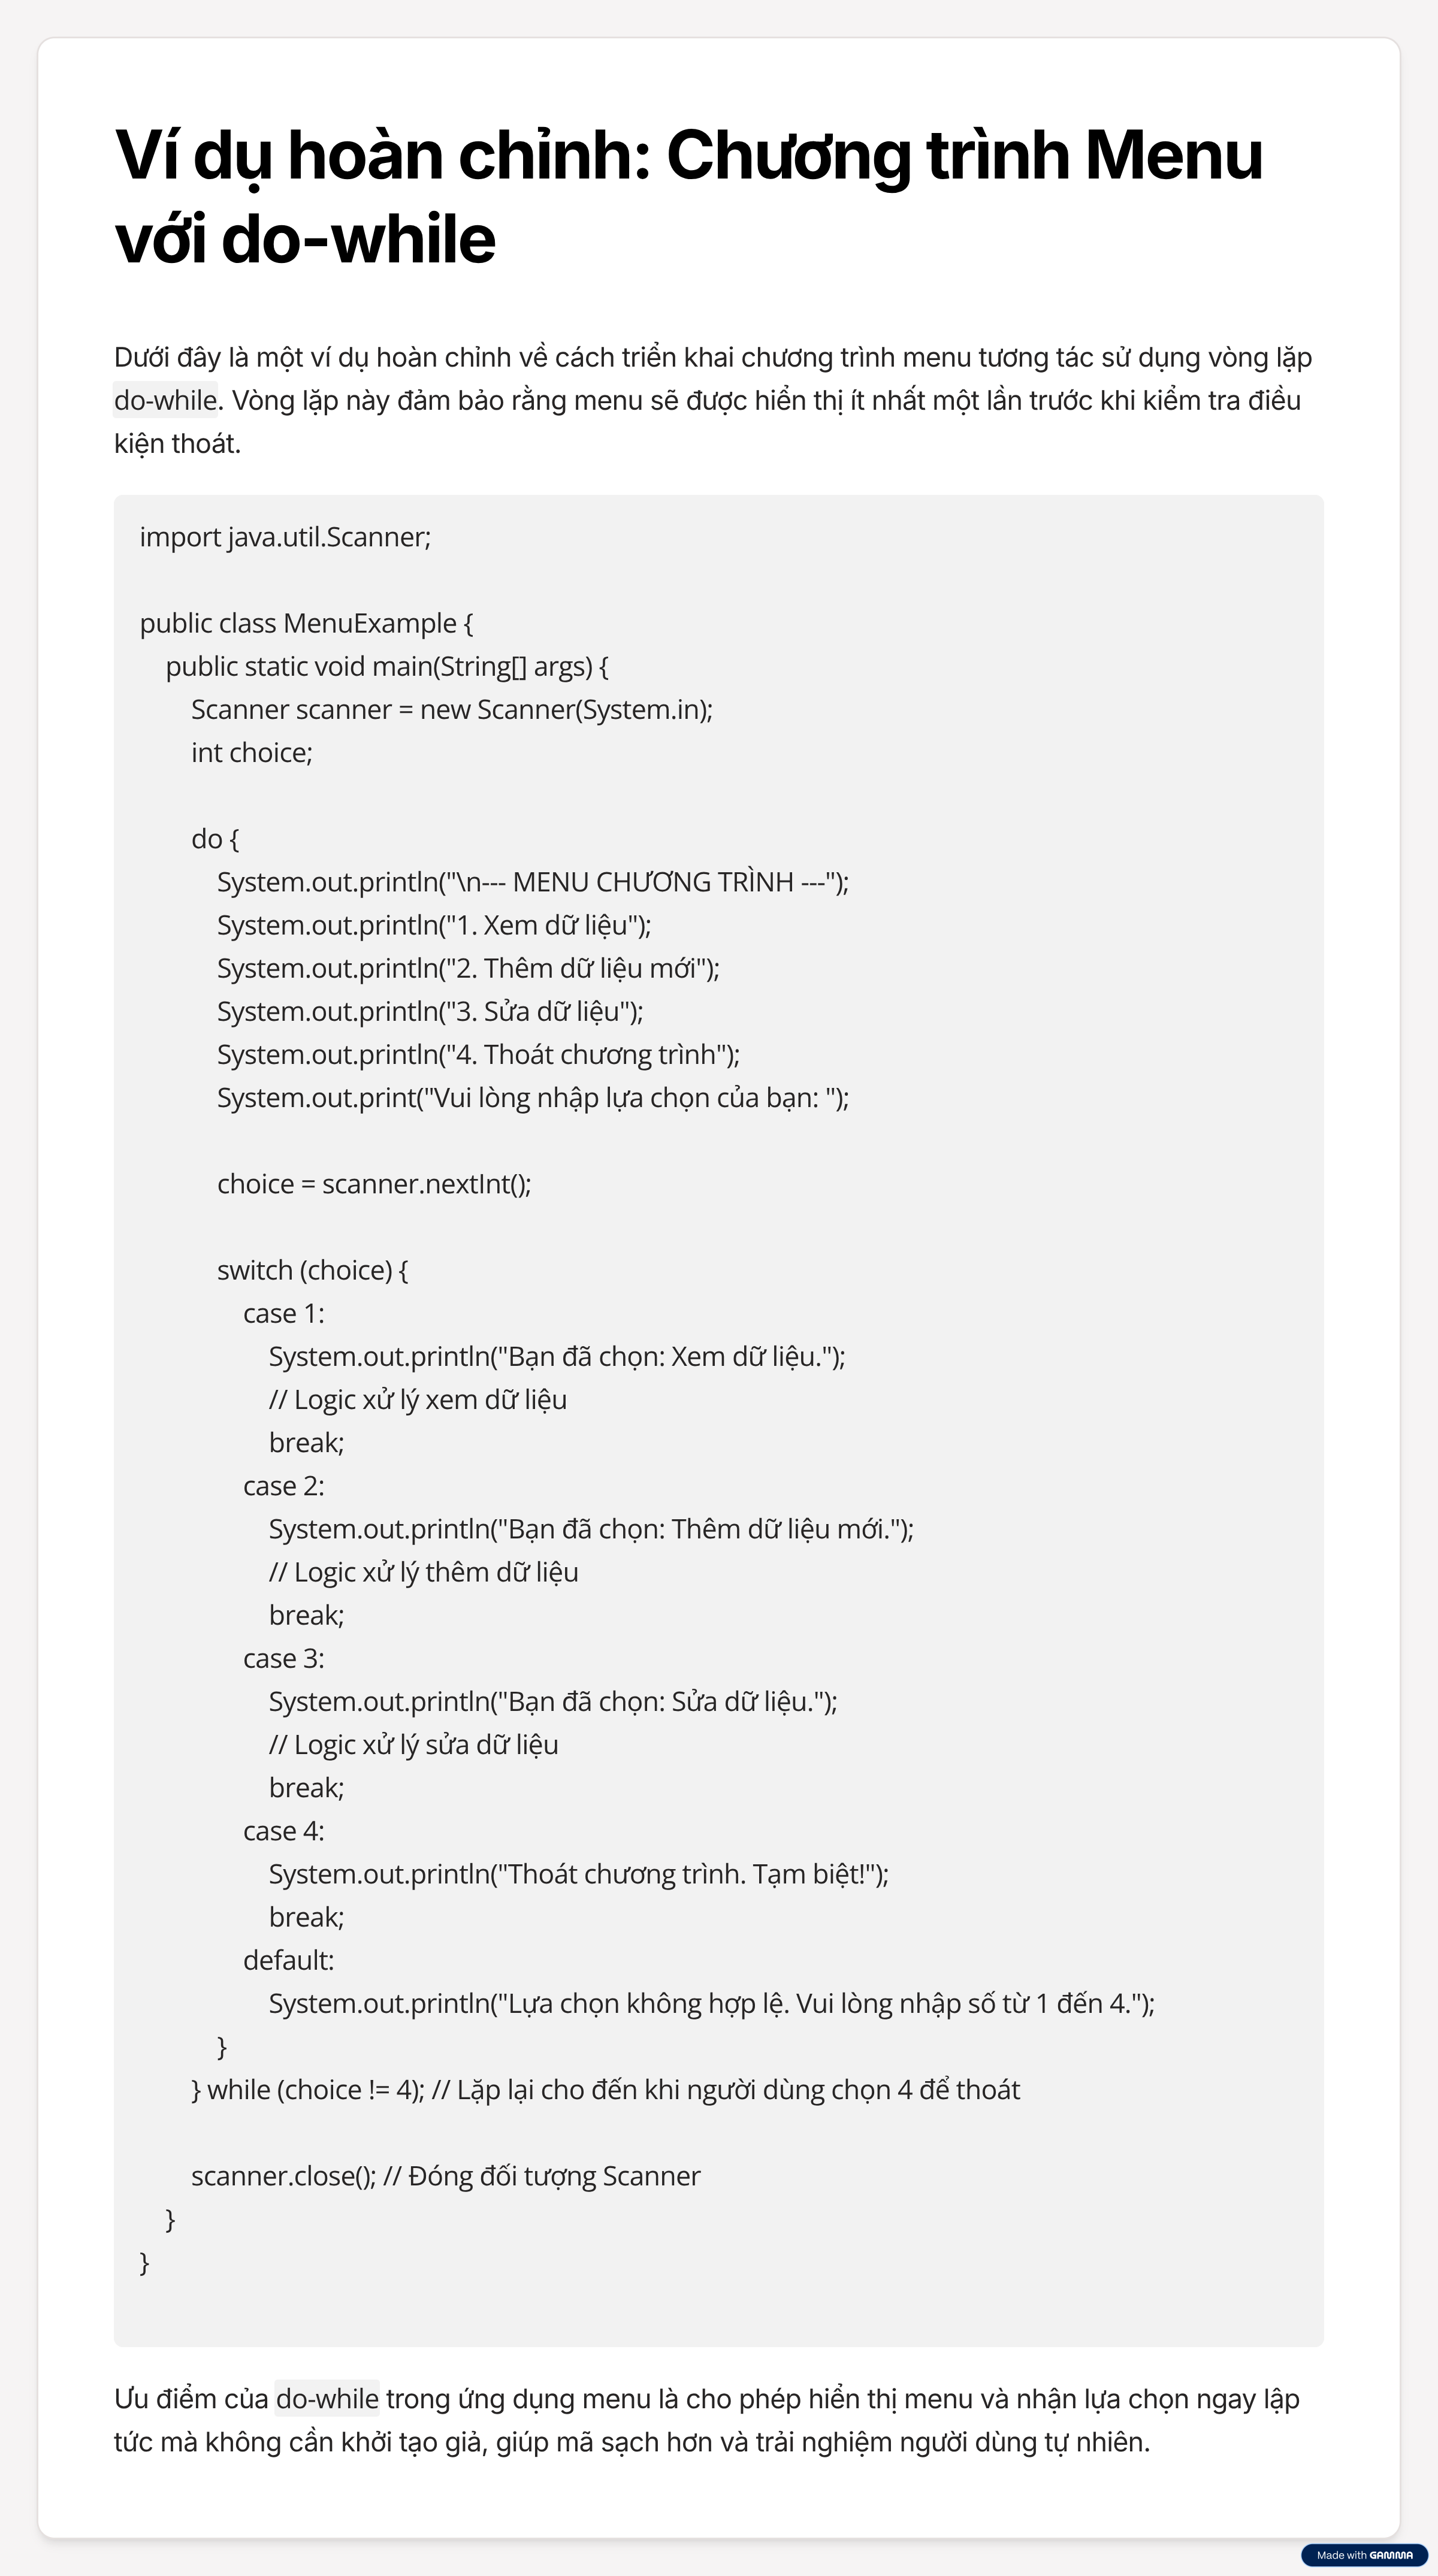 Ví dụ hoàn chỉnh: Chương trình Menu
với do-while
Dưới đây là một ví dụ hoàn chỉnh về cách triển khai chương trình menu tương tác sử dụng vòng lặp
do-while. Vòng lặp này đảm bảo rằng menu sẽ được hiển thị ít nhất một lần trước khi kiểm tra điều
kiện thoát.
import java.util.Scanner;
public class MenuExample {
public static void main(String[] args) {
Scanner scanner = new Scanner(System.in);
int choice;
do {
System.out.println("\n--- MENU CHƯƠNG TRÌNH ---");
System.out.println("1. Xem dữ liệu");
System.out.println("2. Thêm dữ liệu mới");
System.out.println("3. Sửa dữ liệu");
System.out.println("4. Thoát chương trình");
System.out.print("Vui lòng nhập lựa chọn của bạn: ");
choice = scanner.nextInt();
switch (choice) {
case 1:
System.out.println("Bạn đã chọn: Xem dữ liệu.");
// Logic xử lý xem dữ liệu
break;
case 2:
System.out.println("Bạn đã chọn: Thêm dữ liệu mới.");
// Logic xử lý thêm dữ liệu
break;
case 3:
System.out.println("Bạn đã chọn: Sửa dữ liệu.");
// Logic xử lý sửa dữ liệu
break;
case 4:
System.out.println("Thoát chương trình. Tạm biệt!");
break;
default:
System.out.println("Lựa chọn không hợp lệ. Vui lòng nhập số từ 1 đến 4.");
}
} while (choice != 4); // Lặp lại cho đến khi người dùng chọn 4 để thoát
scanner.close(); // Đóng đối tượng Scanner
}
}
Ưu điểm của do-while trong ứng dụng menu là cho phép hiển thị menu và nhận lựa chọn ngay lập
tức mà không cần khởi tạo giả, giúp mã sạch hơn và trải nghiệm người dùng tự nhiên.
Made with GAMMA